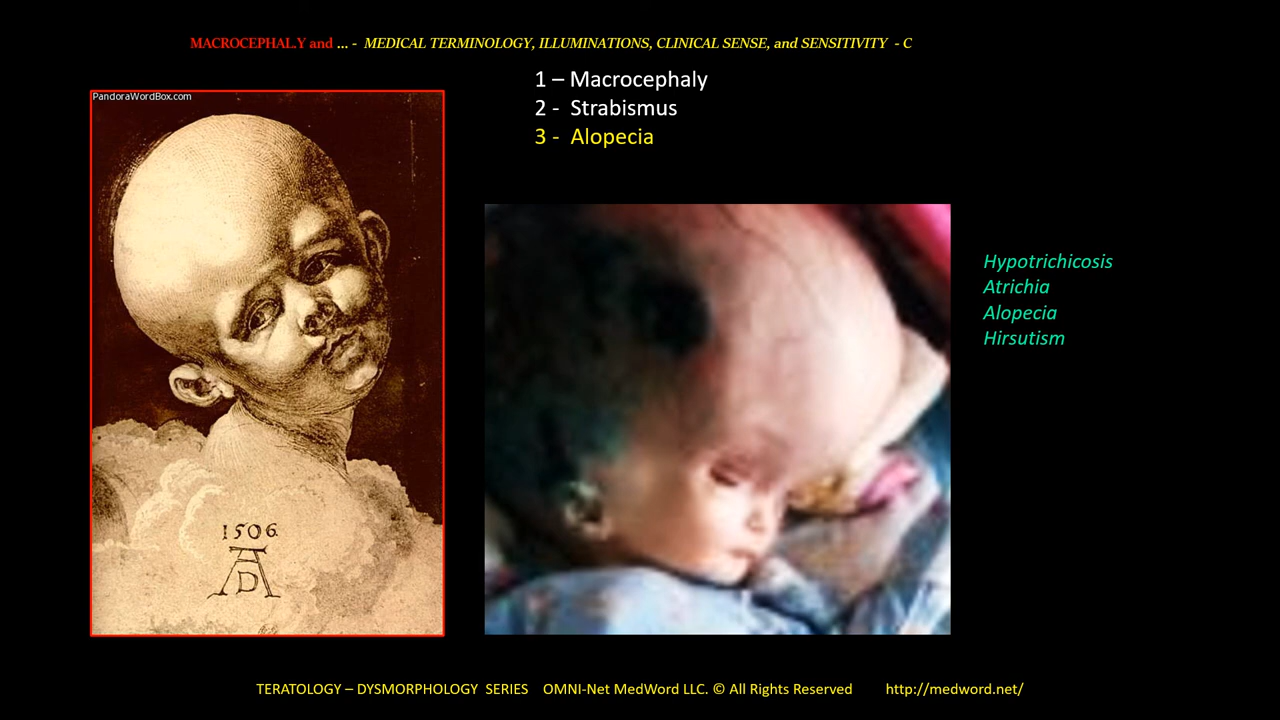 MACROCEPHAL.Y and ... - MEDICAL TERMINOLOGY, ILLUMINATIONS, CLINICAL SENSE, and SENSITIVITY - C
1 – Macrocephaly
2 - Strabismus
3 - Alopecia
PandoraWordBox.com
1506
AD
Hypotrichicosis
Atrichia
Alopecia
Hirsutism
TERATOLOGY – DYSMORPHOLOGY SERIES OMNI-Net MedWord LLC. © All Rights Reserved http://medword.net/